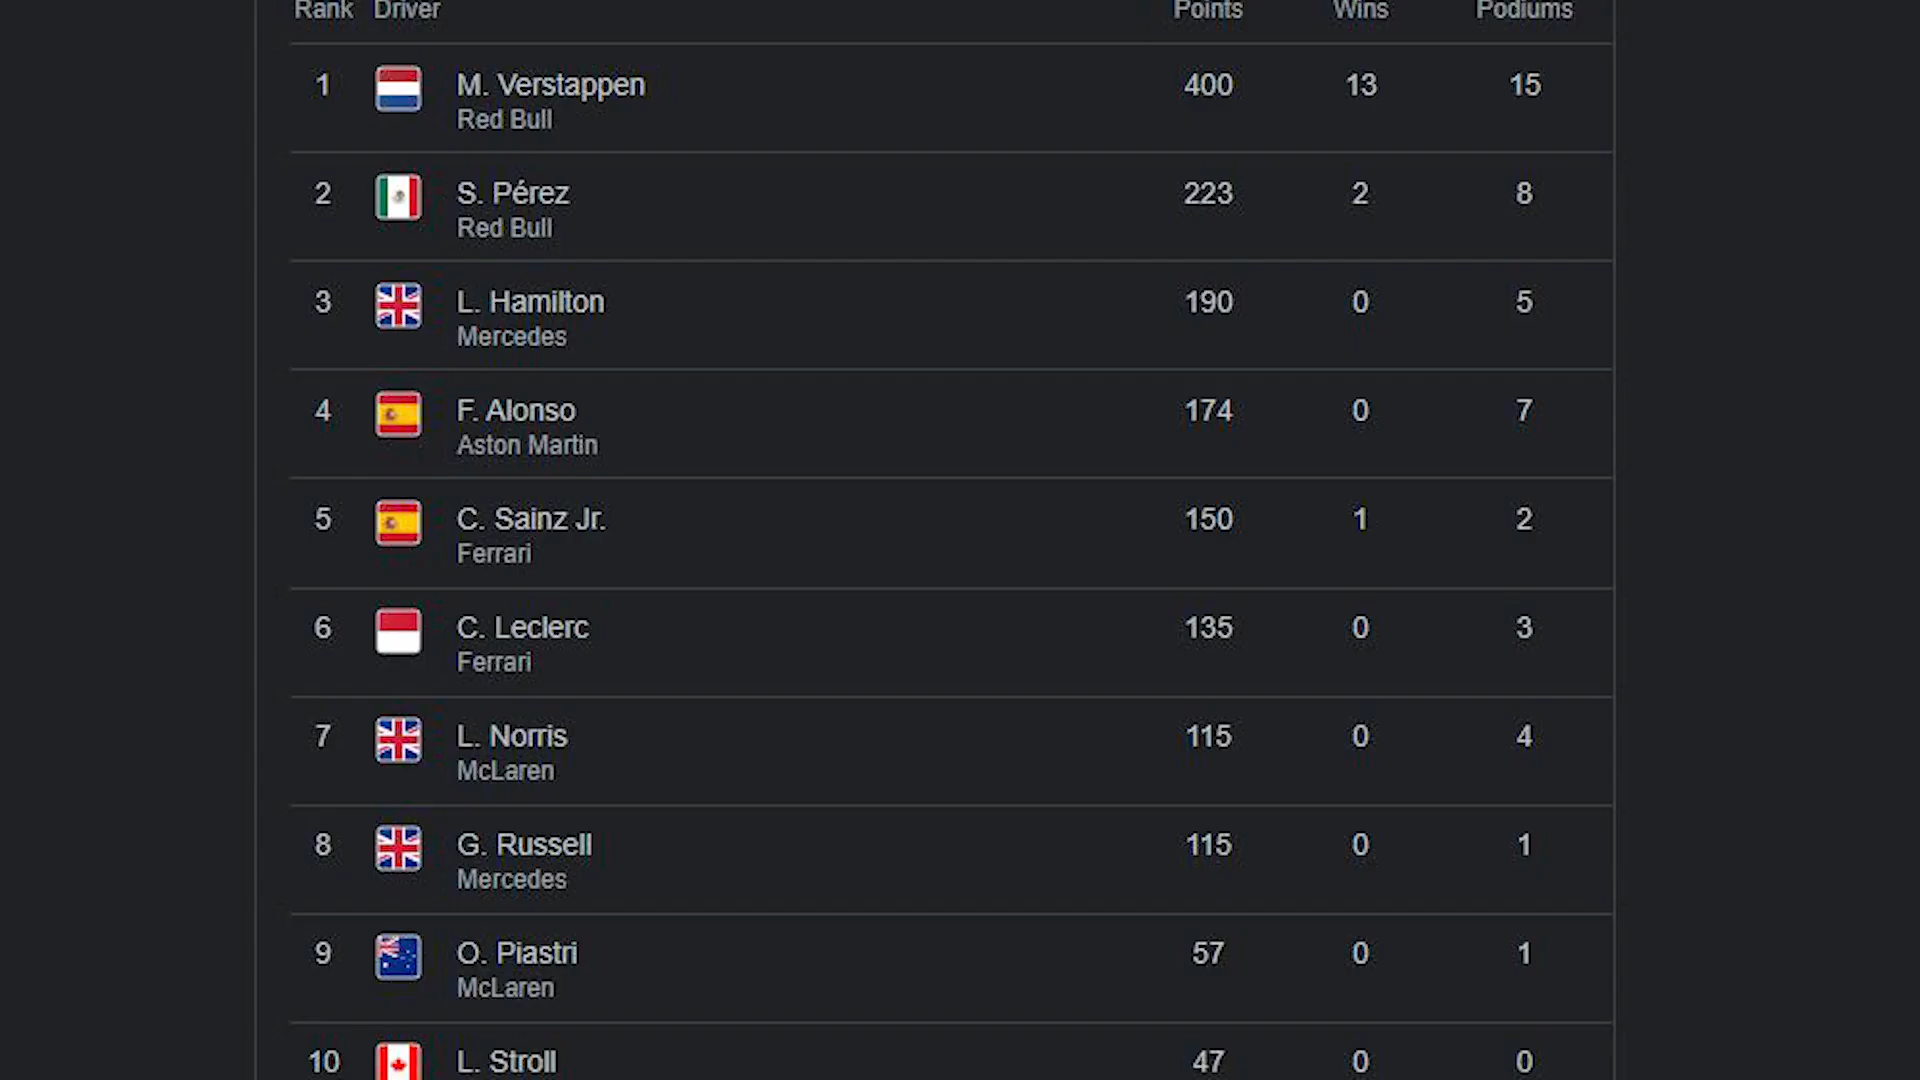 Rank Driver Points Wins Podiums
1 M. Verstappen 400 13 15
Red Bull
2 S. Pérez 223 2 8
Red Bull
3 L. Hamilton 190 0 5
Mercedes
4 F. Alonso 174 0 7
Aston Martin
5 C. Sainz Jr. 150 1 2
Ferrari
6 C. Leclerc 135 0 3
Ferrari
7 L. Norris 115 0 4
McLaren
8 G. Russell 115 0 1
Mercedes
9 O. Piastri 57 0 1
McLaren
10 L. Stroll 47 0 0